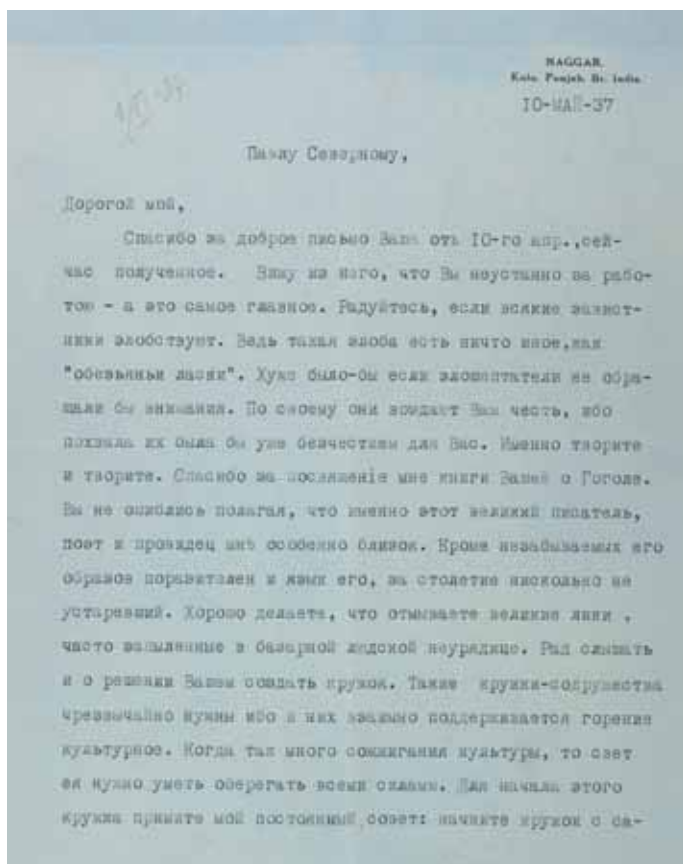 NAGGAR,
Kulu. Punjab. Br. India.
10-МАЙ-37
Павлу Северному,
Дорогой мой,
Спасибо за доброе письмо Ваше отъ 10-го апр.,сей-
час полученное. Вижу из него, что Вы неустанно за рабо-
тою - а это самое главное. Радуйтесь, если всякие завист-
ники злобствуют. Ведь такая злоба есть ничто иное,как
"обезьяньи ласки". Хуже было-бы если злошептатели не обра-
щали бы внимания. По своему они воздают Вам честь, ибо
похвала их была бы уже бесчестием для Вас. Именно творите
и творите. Спасибо за посвященіе мне книги Вашей о Гоголе.
Вы не ошиблись полагая, что именно этот великий писатель,
поэт и провидец мнѣ особенно близок. Кроме незабываемых его
образов поразителен и язык его, за столетие нисколько не
устаревший. Хорошо делаете, что отмываете великие лики ,
часто запыленные в базарной людской неурядице. Рад слышать
и о решении Вашем создать кружок. Такие кружки-содружества
чрезвычайно нужны ибо в них взаимно поддерживается горение
культурное. Когда так много сожигания культуры, то свет
ея нужно уметь оберегать всеми силами. Для начала этого
кружка примите мой постоянный совет: начните кружок с са-